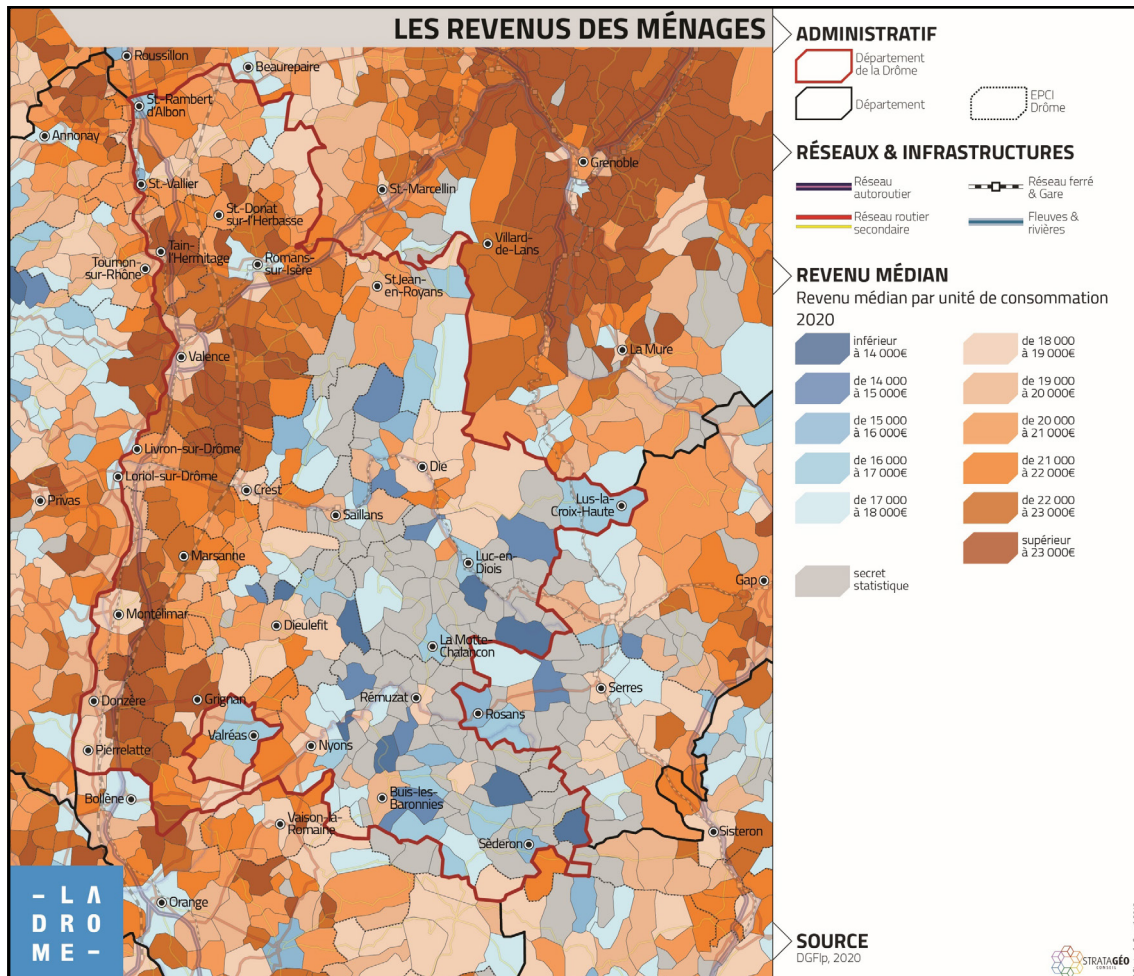 LES REVENUS DES MÉNAGES
Roussillon
Beaurepaire
St.-Rambert
d'Albon
Annonay
Grenoble
St.-Vallier
St.-Marcellin
St.-Donat
sur-l'Herbasse
Villard-
de-Lans
Tain-
l'Hermitage
Tournon-
sur-Rhône
Romans-
sur-Isère
St.Jean-
en-Royans
La Mure
Valence
Livron-sur-Drôme
Die
Loriol-sur-Drôme
Crest
Privas
Lus-la-
Croix-Haute
Saillans
Marsanne
Luc-en-
Diois
Gap
Montélimar
Dieulefit
La Motte-
Chalancon
Donzère
Grignan
Rémuzat
Serres
Rosans
Valréas
Nyons
Pierrelatte
Bollène
Buis-les-
Baronnies
Vaison-la-
Romaine
Séderon
Sisteron
Orange
– L A
D R O
M E –
ADMINISTRATIF
Département
de la Drôme
Département
EPCI
Drôme
RÉSEAUX & INFRASTRUCTURES
Réseau
autoroutier
Réseau ferré
& Gare
Réseau routier
secondaire
Fleuves &
rivières
REVENU MÉDIAN
Revenu médian par unité de consommation
2020
inférieur
à 14 000€
de 14 000
à 15 000€
de 15 000
à 16 000€
de 16 000
à 17 000€
de 17 000
à 18 000€
de 18 000
à 19 000€
de 19 000
à 20 000€
de 20 000
à 21 000€
de 21 000
à 22 000€
de 22 000
à 23 000€
supérieur
à 23 000€
secret
statistique
SOURCE
DGFIp, 2020
STRATAGÉO
CONSEIL